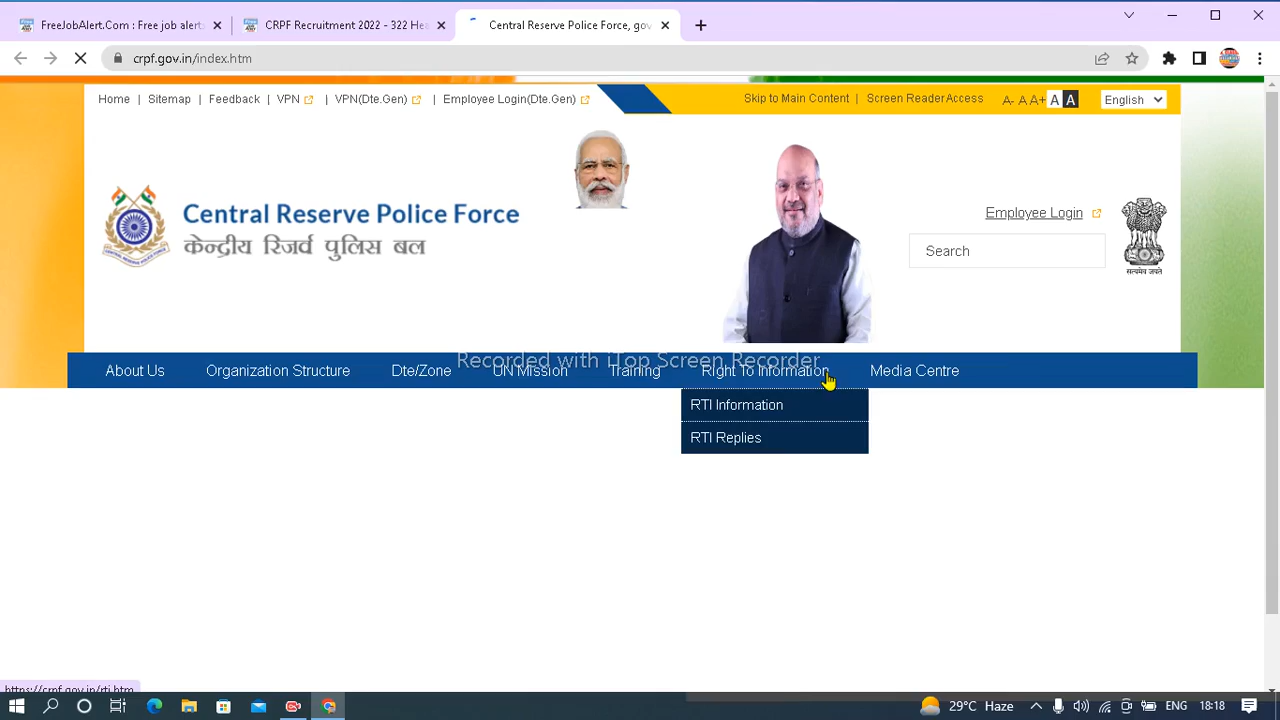 FreeJobAlert.Com : Free job alert
CRPF Recruitment 2022 - 322 Hea
Central Reserve Police Force, gov
crpf.gov.in/index.htm
Home | Sitemap | Feedback | VPN | VPN(Dte.Gen) | Employee Login(Dte.Gen)
Skip to Main Content | Screen Reader Access A- A A+ A A English
Central Reserve Police Force
केन्द्रीय रिजर्व पुलिस बल
Employee Login
Search
सत्यमेव जयते
Recorded with iTop Screen Recorder
About Us Organization Structure Dte/Zone UN Mission Training Right To Information Media Centre
RTI Information
RTI Replies
https://crpf.gov.in/rti.htm
29°C Haze ENG 18:18